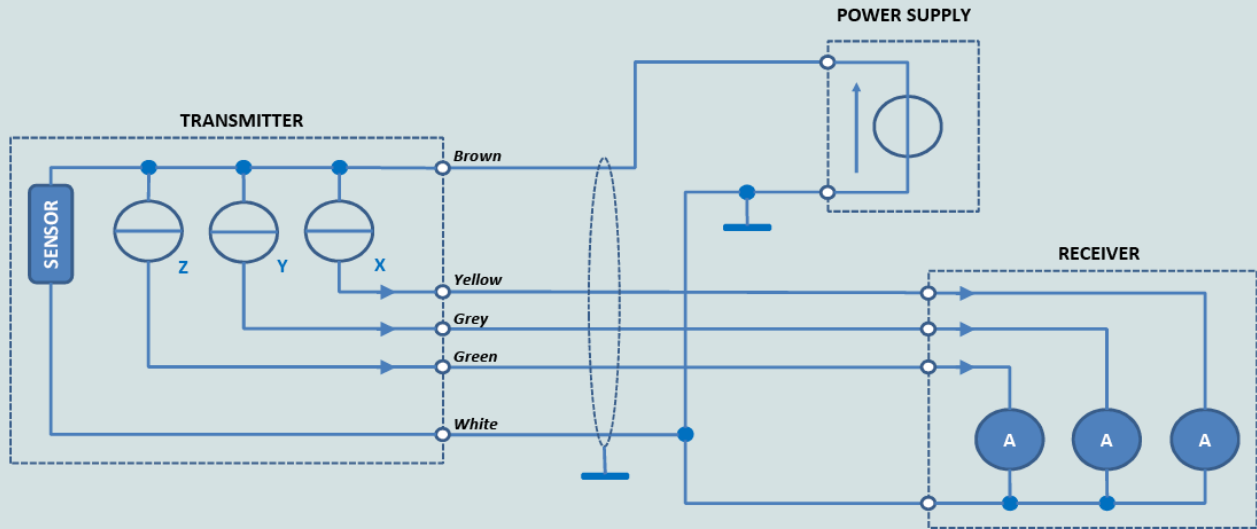 POWER SUPPLY
TRANSMITTER
Brown
SENSOR
Z
Y
X
RECEIVER
Yellow
Grey
Green
White
A
A
A